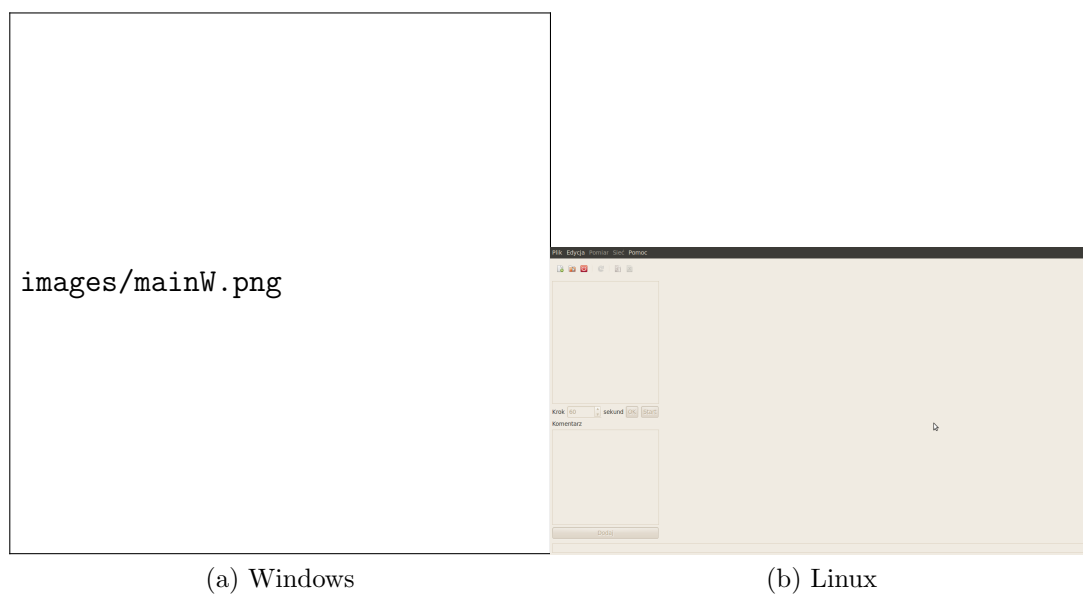 images/mainW.png
Plik Edycja Pomiar Sieć Pomoc
Krok 60 sekund OK Start
Komentarz
Dodaj
(a) Windows
(b) Linux